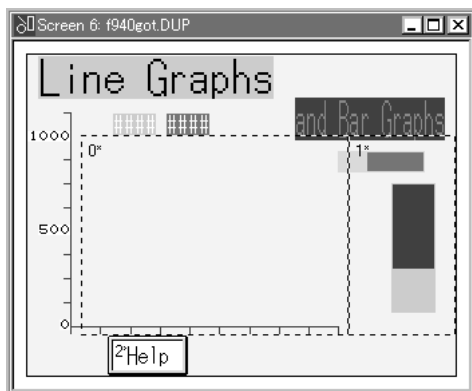 Screen 6: f940got.DUP
Line Graphs
and Bar Graphs
#### ####
1000
0*
1*
500
0
2*Help